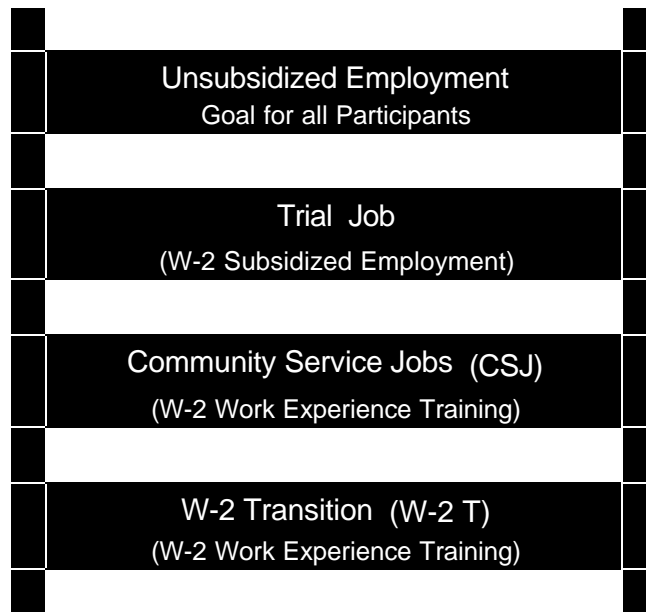 Unsubsidized Employment
Goal for all Participants
Trial Job
(W-2 Subsidized Employment)
Community Service Jobs (CSJ)
(W-2 Work Experience Training)
W-2 Transition (W-2 T)
(W-2 Work Experience Training)